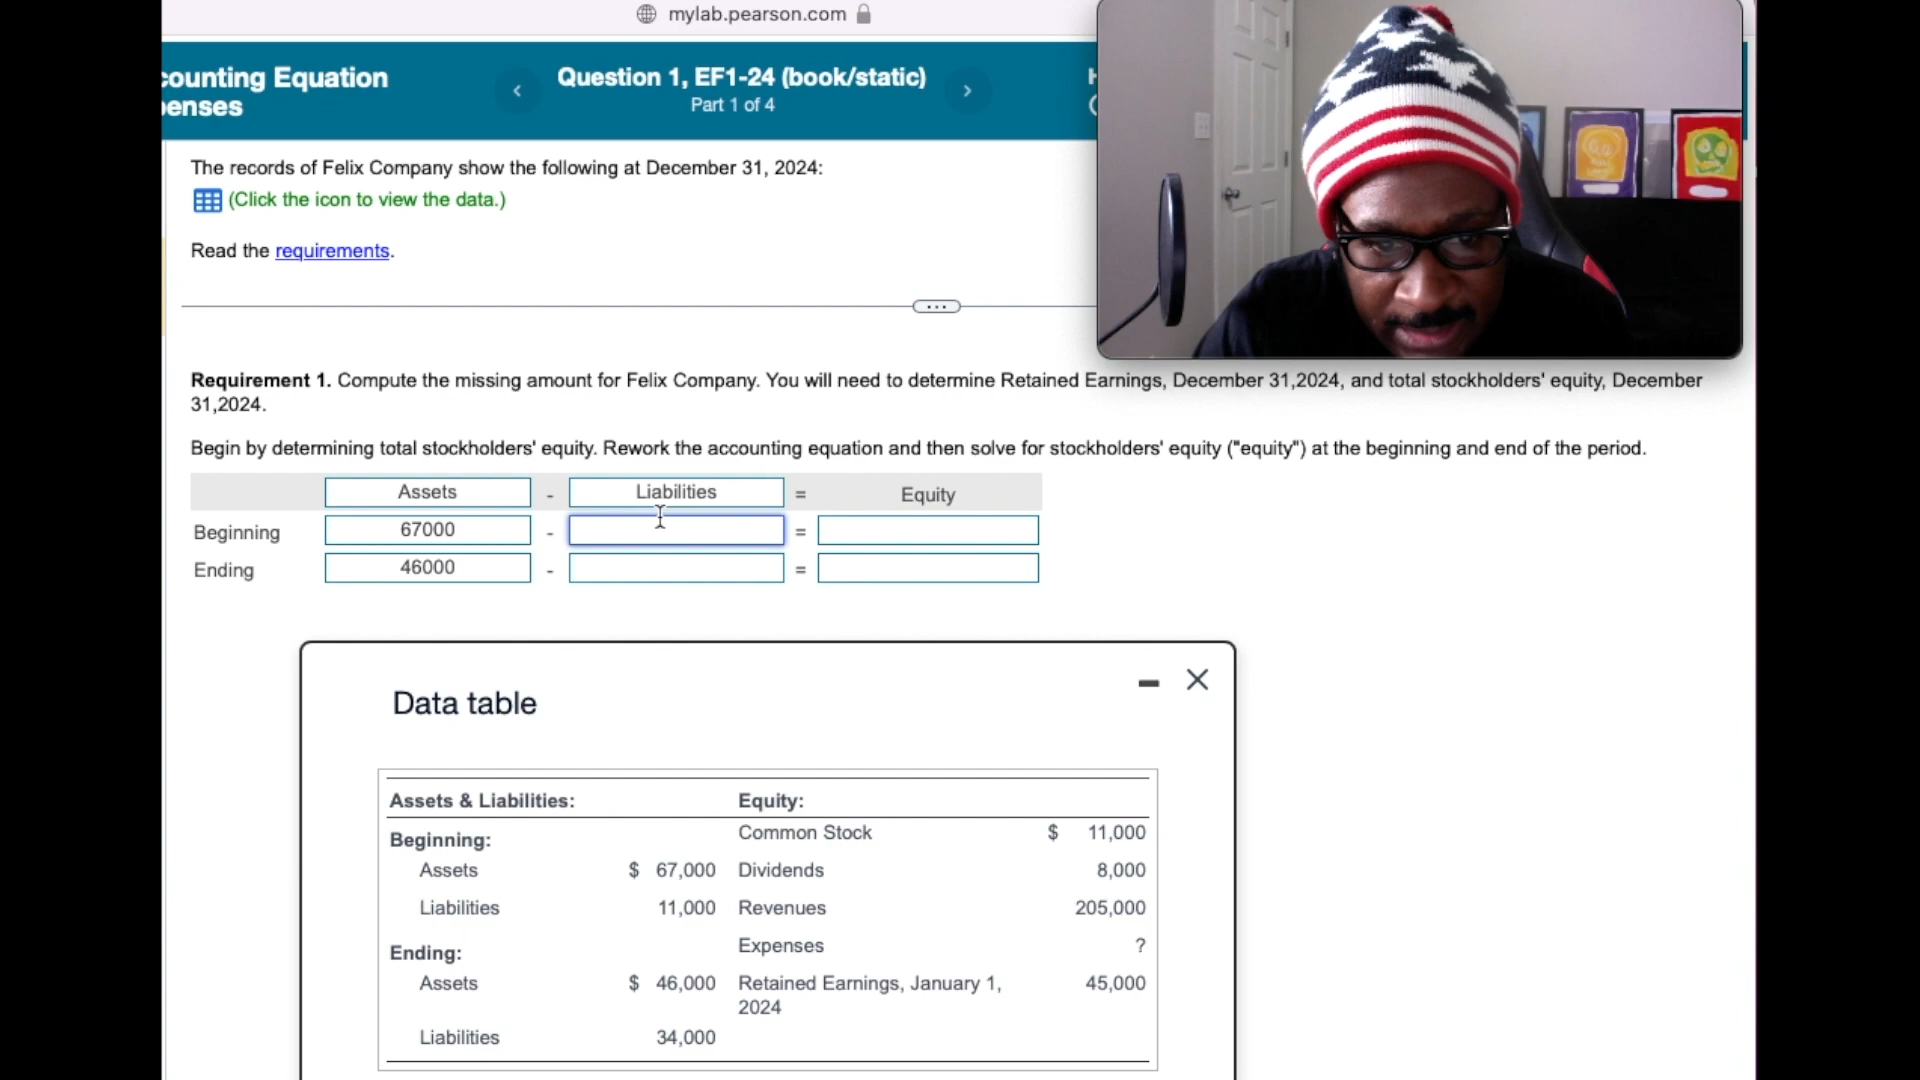 mylab.pearson.com
counting Equation
penses
Question 1, EF1-24 (book/static)
Part 1 of 4
The records of Felix Company show the following at December 31, 2024:
(Click the icon to view the data.)
Read the requirements.
Requirement 1. Compute the missing amount for Felix Company. You will need to determine Retained Earnings, December 31,2024, and total stockholders' equity, December
31,2024.
Begin by determining total stockholders' equity. Rework the accounting equation and then solve for stockholders' equity ("equity") at the beginning and end of the period.
Assets - Liabilities = Equity
Beginning 67000 - =
Ending 46000 - =
Data table
Assets & Liabilities: Equity:
Beginning: Common Stock $ 11,000
Assets $ 67,000 Dividends 8,000
Liabilities 11,000 Revenues 205,000
Ending: Expenses ?
Assets $ 46,000 Retained Earnings, January 1, 45,000
2024
Liabilities 34,000